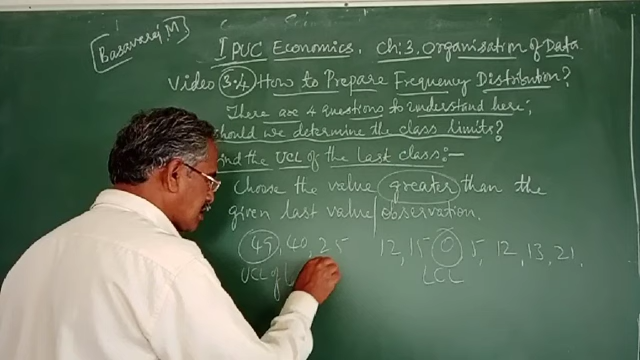 Basavaraj M
I PUC Economics. Ch:3. Organisation of Data
Video 3.4 How to Prepare Frequency Distribution?
There are 4 questions to understand here;
should we determine the class limits?
the UCL of the Last class:-
Choose the value greater than the
given last value/observation.
45, 40, 25 12, 15 0 5, 12, 13, 21,
UCL of L LCL